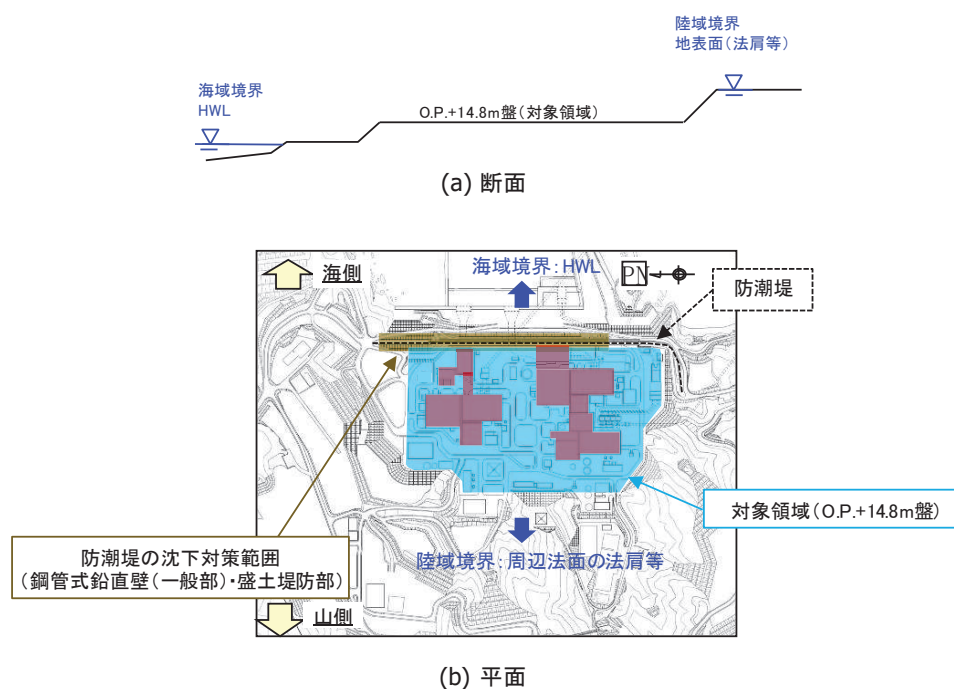 陸域境界
地表面(法肩等)
海域境界
HWL
O.P.+14.8m盤(対象領域)
(a) 断面
海側
海域境界:HWL
PN
防潮堤
対象領域(O.P.+14.8m盤)
防潮堤の沈下対策範囲
(鋼管式鉛直壁(一般部)・盛土堤防部)
陸域境界:周辺法面の法肩等
山側
(b) 平面